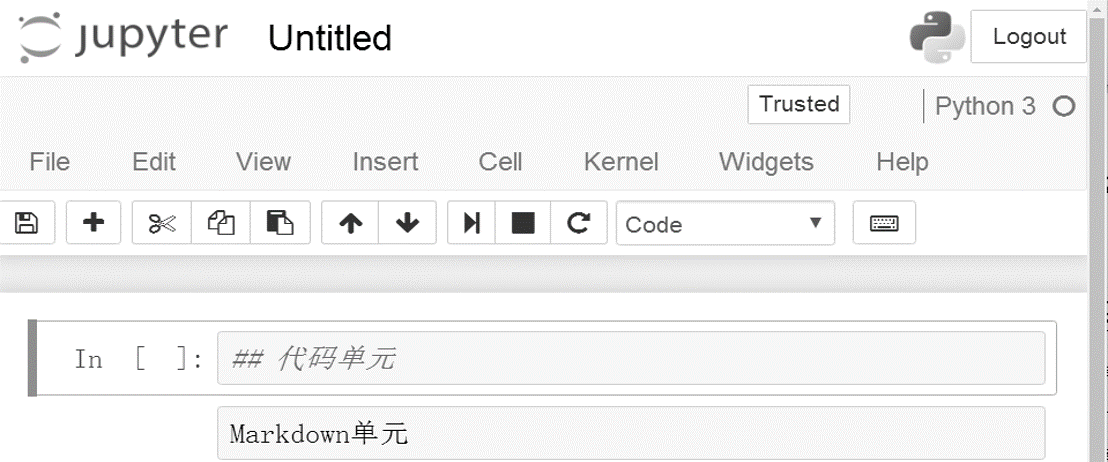 jupyter Untitled Logout
Trusted Python 3
File Edit View Insert Cell Kernel Widgets Help
Code
In [ ]: ## 代码单元
Markdown单元